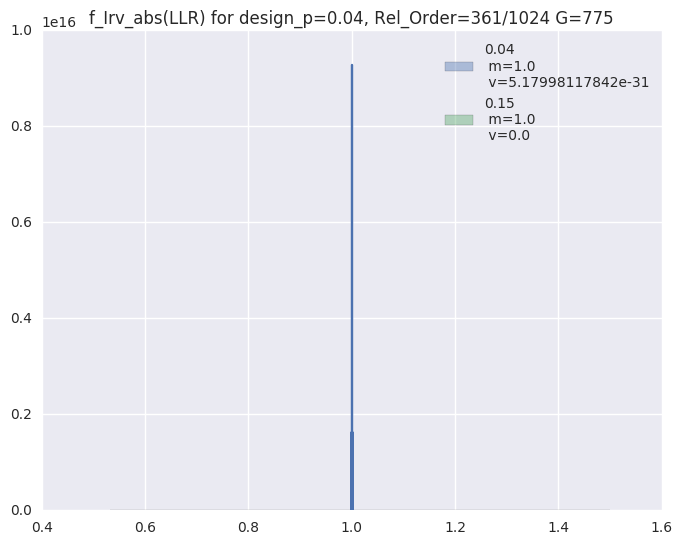 f_Irv_abs(LLR) for design_p=0.04, Rel_Order=361/1024 G=775
1e16
0.04
m=1.0
v=5.17998117842e-31
0.15
m=1.0
v=0.0
1.0
0.8
0.6
0.4
0.2
0.0
0.4 0.6 0.8 1.0 1.2 1.4 1.6